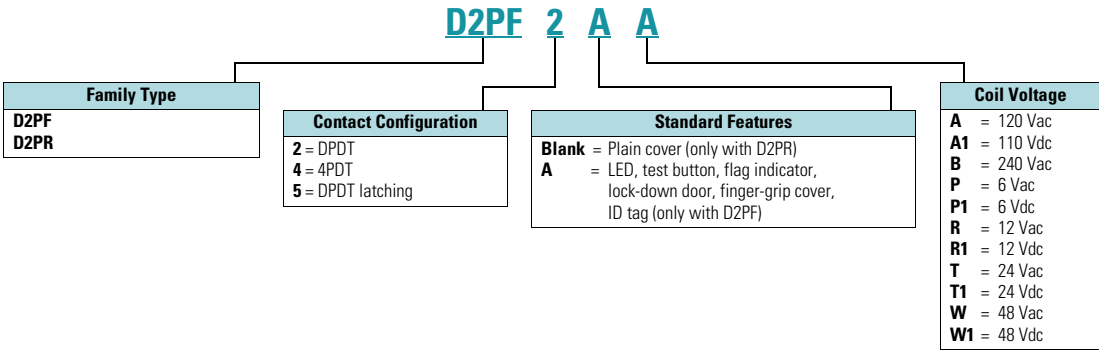 D2PF 2 A A
Family Type
D2PF
D2PR
Contact Configuration
2 = DPDT
4 = 4PDT
5 = DPDT latching
Standard Features
Blank = Plain cover (only with D2PR)
A = LED, test button, flag indicator,
lock-down door, finger-grip cover,
ID tag (only with D2PF)
Coil Voltage
A = 120 Vac
A1 = 110 Vdc
B = 240 Vac
P = 6 Vac
P1 = 6 Vdc
R = 12 Vac
R1 = 12 Vdc
T = 24 Vac
T1 = 24 Vdc
W = 48 Vac
W1 = 48 Vdc